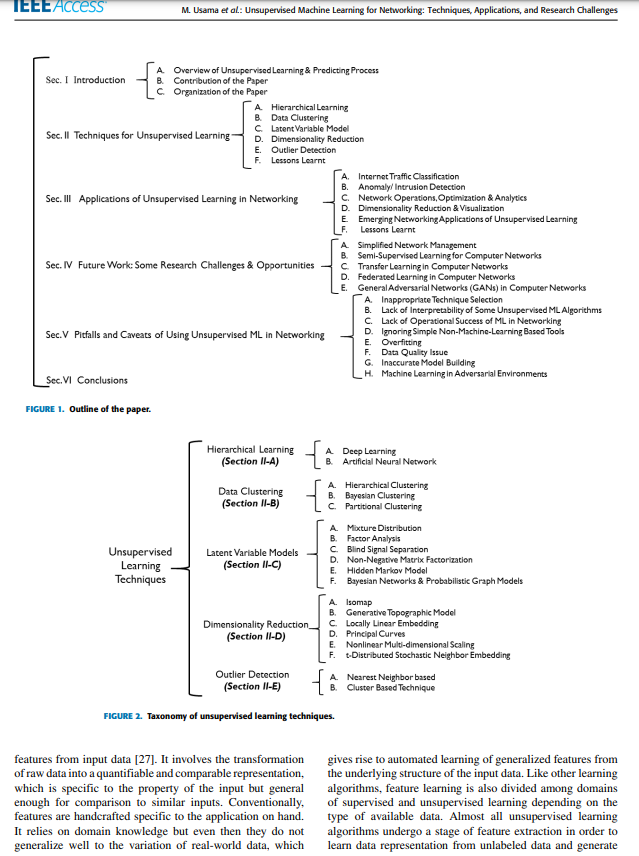 IEEE Access
M. Usama et al.: Unsupervised Machine Learning for Networking: Techniques, Applications, and Research Challenges
Sec. I Introduction
A. Overview of Unsupervised Learning & Predicting Process
B. Contribution of the Paper
C. Organization of the Paper
Sec. II Techniques for Unsupervised Learning
A. Hierarchical Learning
B. Data Clustering
C. Latent Variable Model
D. Dimensionality Reduction
E. Outlier Detection
F. Lessons Learnt
Sec. III Applications of Unsupervised Learning in Networking
A. Internet Traffic Classification
B. Anomaly/ Intrusion Detection
C. Network Operations, Optimization & Analytics
D. Dimensionality Reduction & Visualization
E. Emerging Networking Applications of Unsupervised Learning
F. Lessons Learnt
Sec. IV Future Work: Some Research Challenges & Opportunities
A. Simplified Network Management
B. Semi-Supervised Learning for Computer Networks
C. Transfer Learning in Computer Networks
D. Federated Learning in Computer Networks
E. General Adversarial Networks (GANs) in Computer Networks
Sec. V Pitfalls and Caveats of Using Unsupervised ML in Networking
A. Inappropriate Technique Selection
B. Lack of Interpretability of Some Unsupervised ML Algorithms
C. Lack of Operational Success of ML in Networking
D. Ignoring Simple Non-Machine-Learning Based Tools
E. Overfitting
F. Data Quality Issue
G. Inaccurate Model Building
H. Machine Learning in Adversarial Environments
Sec. VI Conclusions
FIGURE 1. Outline of the paper.
Unsupervised
Learning
Techniques
Hierarchical Learning
(Section II-A)
A. Deep Learning
B. Artificial Neural Network
Data Clustering
(Section II-B)
A. Hierarchical Clustering
B. Bayesian Clustering
C. Partitional Clustering
Latent Variable Models
(Section II-C)
A. Mixture Distribution
B. Factor Analysis
C. Blind Signal Separation
D. Non-Negative Matrix Factorization
E. Hidden Markov Model
F. Bayesian Networks & Probabilistic Graph Models
Dimensionality Reduction
(Section II-D)
A. Isomap
B. Generative Topographic Model
C. Locally Linear Embedding
D. Principal Curves
E. Nonlinear Multi-dimensional Scaling
F. t-Distributed Stochastic Neighbor Embedding
Outlier Detection
(Section II-E)
A. Nearest Neighbor based
B. Cluster Based Technique
FIGURE 2. Taxonomy of unsupervised learning techniques.
features from input data [27]. It involves the transformation
of raw data into a quantifiable and comparable representation,
which is specific to the property of the input but general
enough for comparison to similar inputs. Conventionally,
features are handcrafted specific to the application on hand.
It relies on domain knowledge but even then they do not
generalize well to the variation of real-world data, which
gives rise to automated learning of generalized features from
the underlying structure of the input data. Like other learning
algorithms, feature learning is also divided among domains
of supervised and unsupervised learning depending on the
type of available data. Almost all unsupervised learning
algorithms undergo a stage of feature extraction in order to
learn data representation from unlabeled data and generate